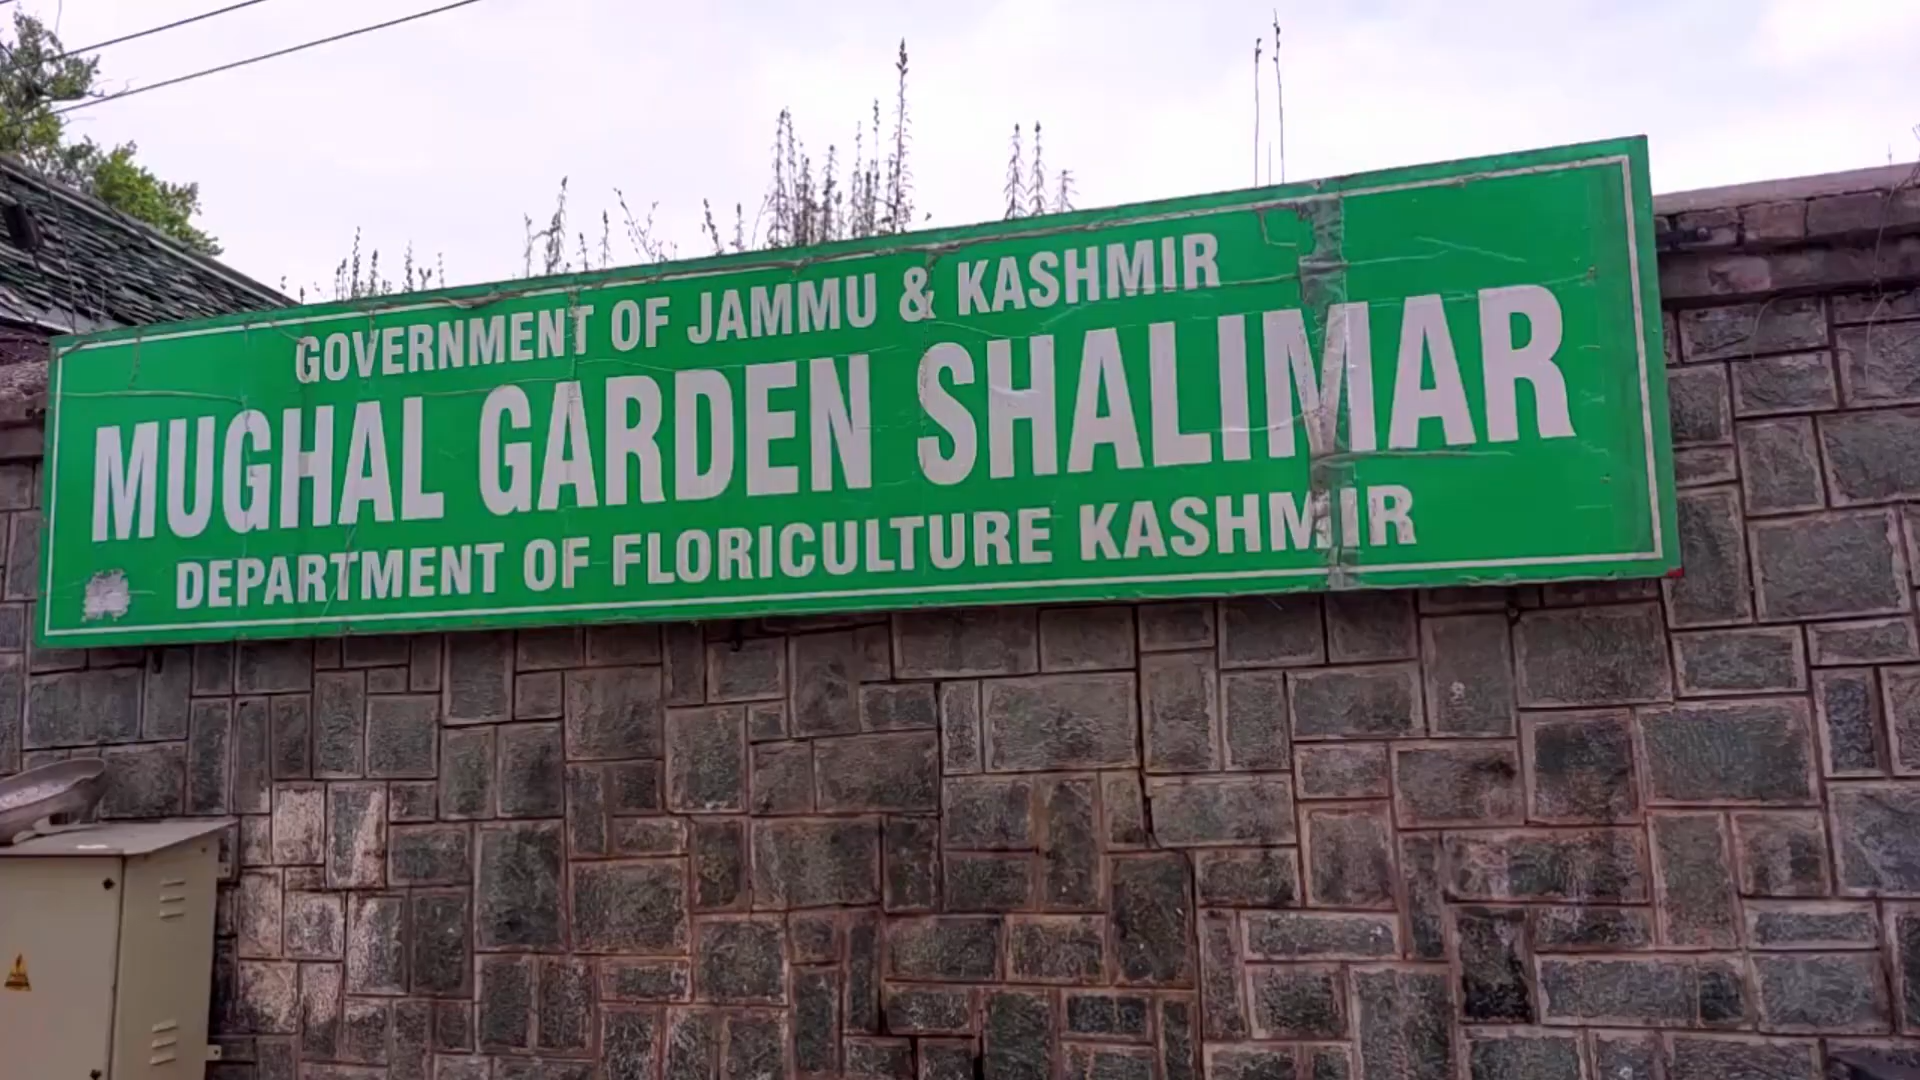 GOVERNMENT OF JAMMU & KASHMIR
MUGHAL GARDEN SHALIMAR
DEPARTMENT OF FLORICULTURE KASHMIR